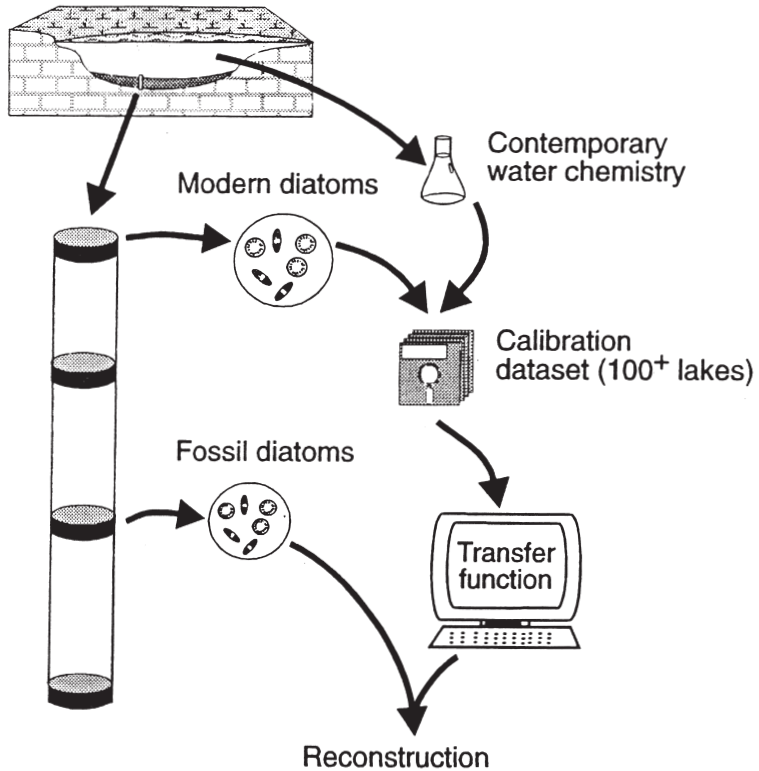 Contemporary
water chemistry
Modern diatoms
Calibration
dataset (100+ lakes)
Fossil diatoms
Transfer
function
Reconstruction